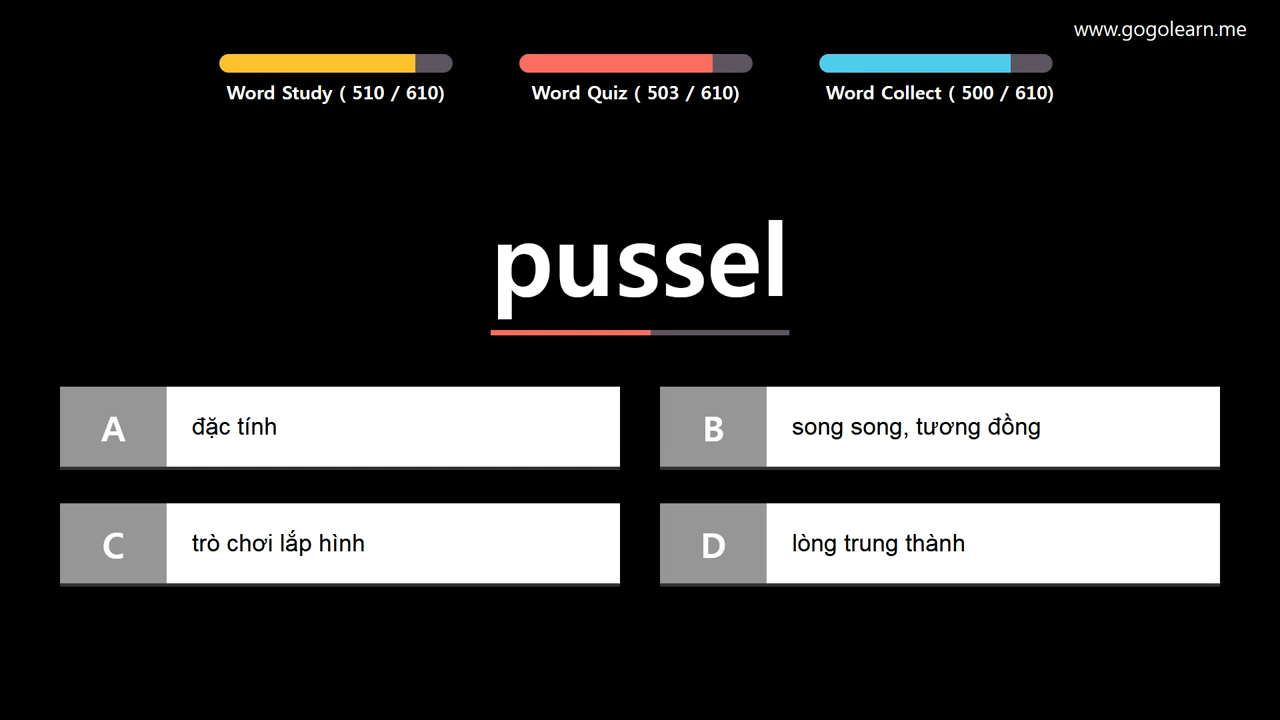 www.gogolearn.me
Word Study ( 510 / 610)
Word Quiz ( 503 / 610)
Word Collect ( 500 / 610)
pussel
A đặc tính
B song song, tương đồng
C trò chơi lắp hình
D lòng trung thành